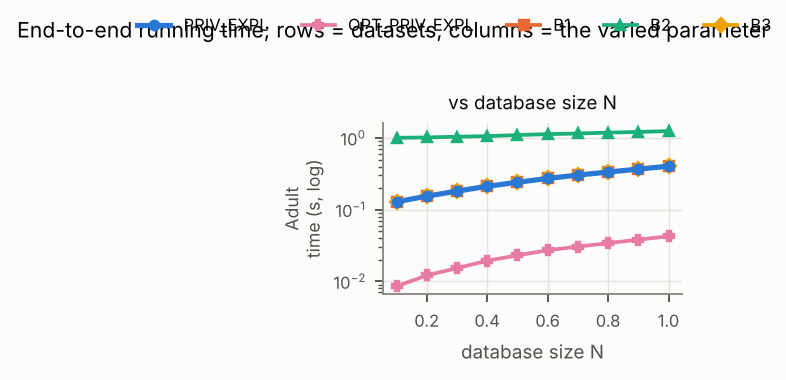 PRIV_EXPL OPT_PRIV_EXPL B1 B2 B3
End-to-end running time; rows = datasets, columns = the varied parameter
vs database size N
Adult
time (s, log)
10⁰
10⁻¹
10⁻²
0.2 0.4 0.6 0.8 1.0
database size N